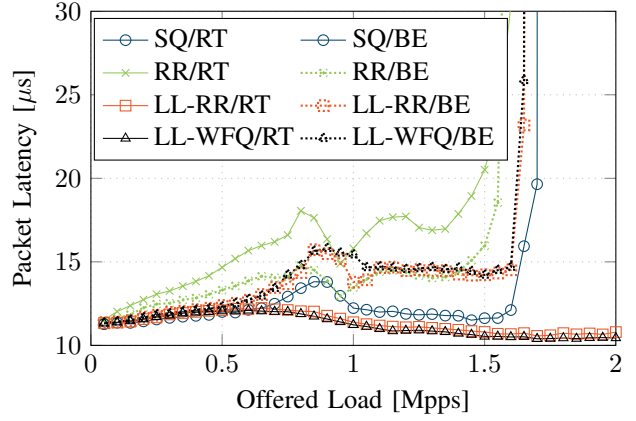 30
25
20
15
10
Packet Latency [μs]
SQ/RT SQ/BE
RR/RT RR/BE
LL-RR/RT LL-RR/BE
LL-WFQ/RT LL-WFQ/BE
0 0.5 1 1.5 2
Offered Load [Mpps]